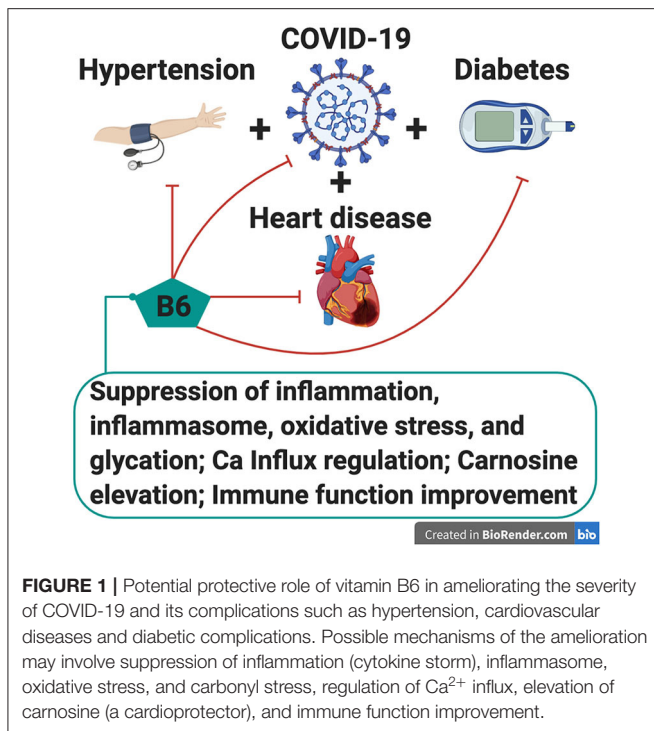 COVID-19
Hypertension
Diabetes
+
+
+
Heart disease
B6
Suppression of inflammation,
inflammasome, oxidative stress, and
glycation; Ca Influx regulation; Carnosine
elevation; Immune function improvement
Created in BioRender.com bio
FIGURE 1 | Potential protective role of vitamin B6 in ameliorating the severity
of COVID-19 and its complications such as hypertension, cardiovascular
diseases and diabetic complications. Possible mechanisms of the amelioration
may involve suppression of inflammation (cytokine storm), inflammasome,
oxidative stress, and carbonyl stress, regulation of Ca²⁺ influx, elevation of
carnosine (a cardioprotector), and immune function improvement.